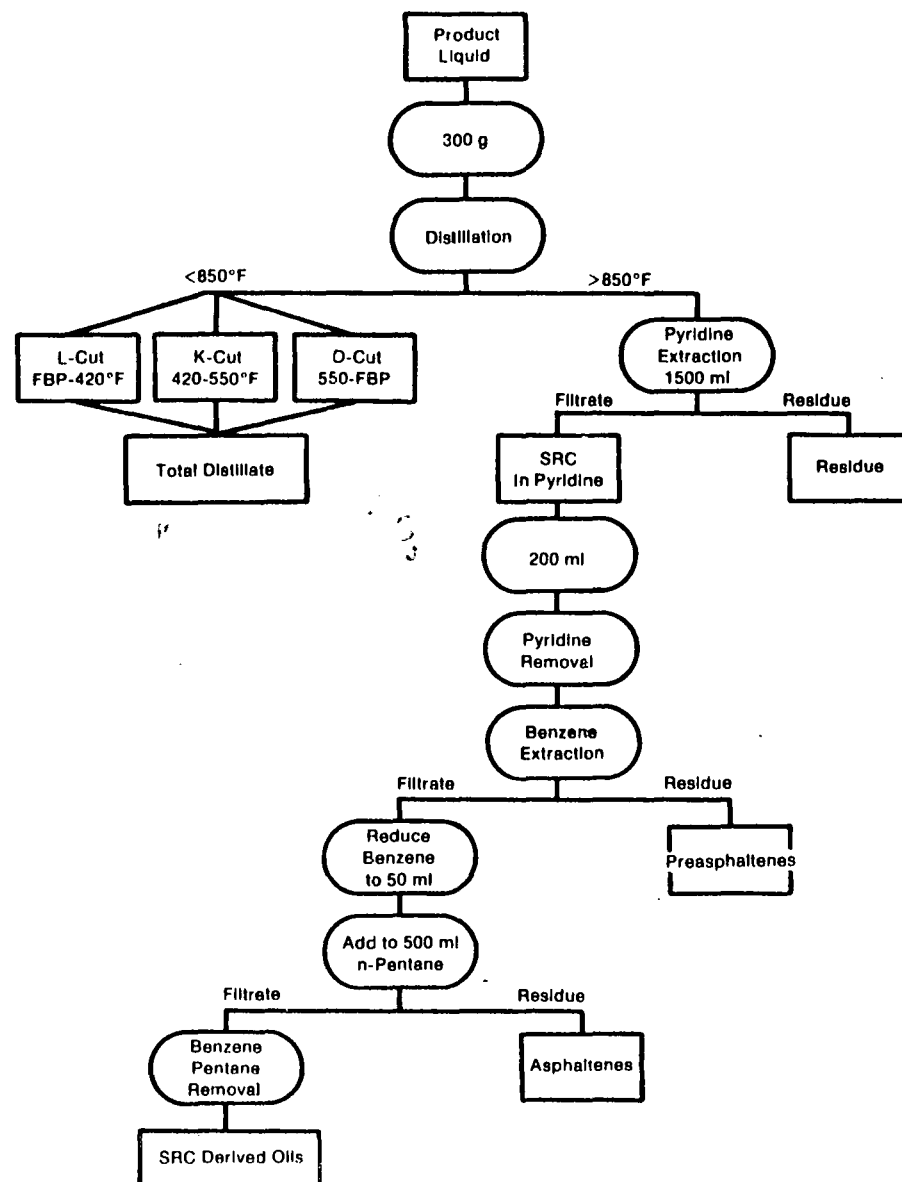 Product
Liquid
300 g
Distillation
<850°F
>850°F
L-Cut
FBP-420°F
K-Cut
420-550°F
D-Cut
550-FBP
Total Distillate
Pyridine
Extraction
1500 ml
Filtrate
Residue
SRC
in Pyridine
Residue
200 ml
Pyridine
Removal
Benzene
Extraction
Filtrate
Residue
Reduce
Benzene
to 50 ml
Preasphaltenes
Add to 500 ml
n-Pentane
Filtrate
Residue
Benzene
Pentane
Removal
Asphaltenes
SRC Derived Oils